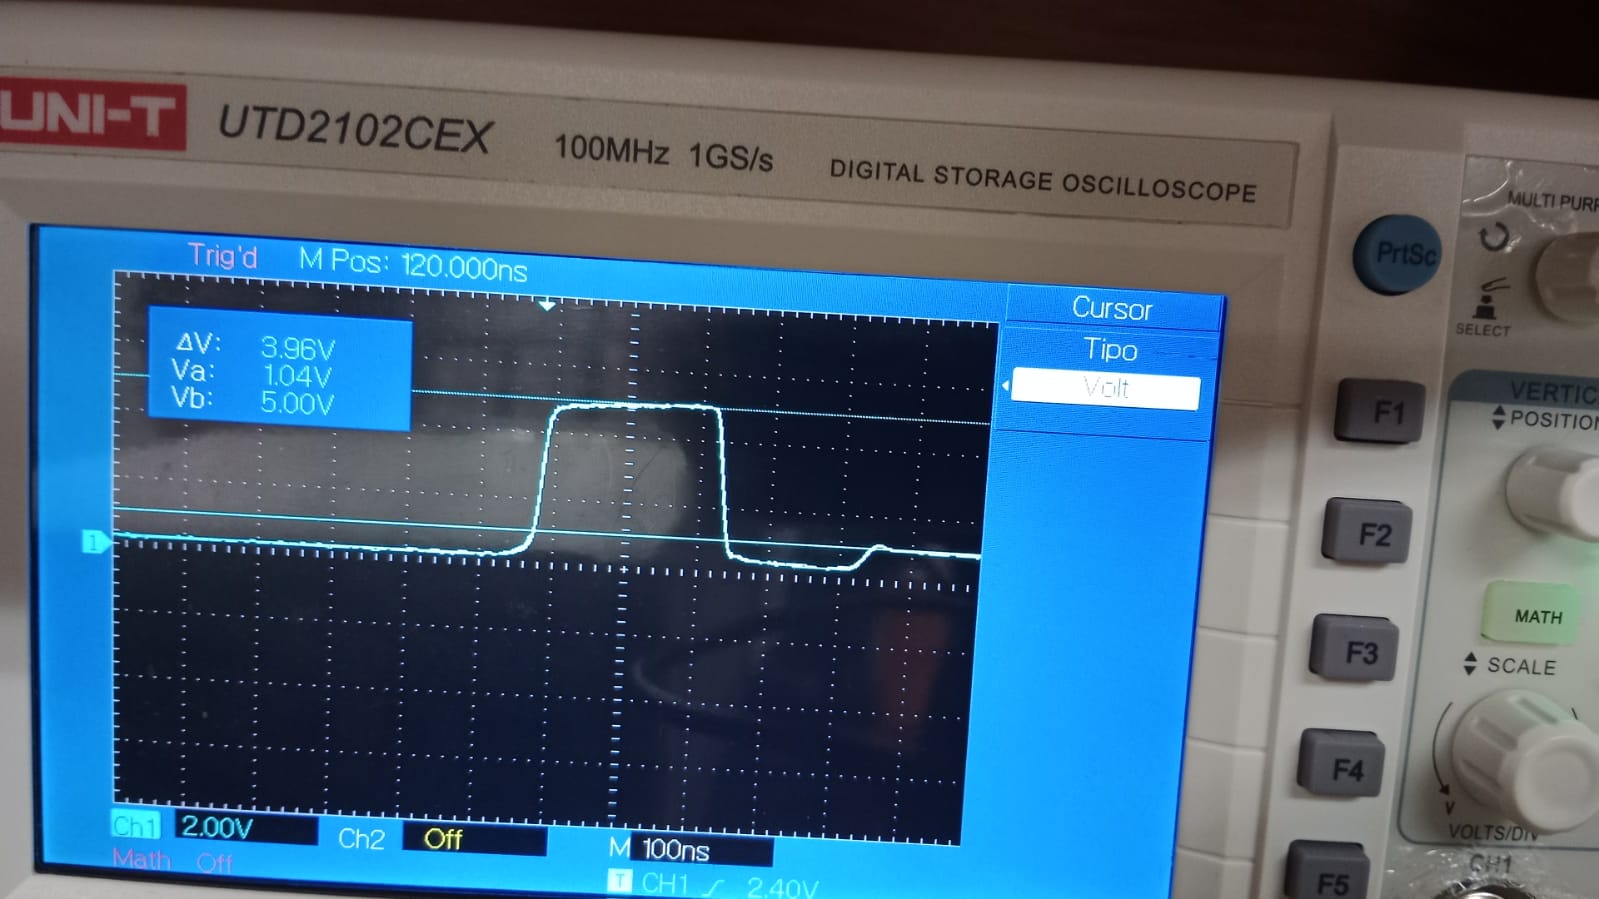 UNI-T
UTD2102CEX 100MHz 1GS/s DIGITAL STORAGE OSCILLOSCOPE
MULTI PURP
PrtSc
SELECT
Trig'd M Pos: 120.000ns
Cursor
Tipo
Volt
ΔV: 3.96V
Va: 1.04V
Vb: 5.00V
1
Ch1 2.00V Ch2 Off M 100ns
Math Off T CH1 2.40V
F1
F2
F3
F4
F5
VERTIC
POSITION
MATH
SCALE
V
VOLTS/DIV
CH1